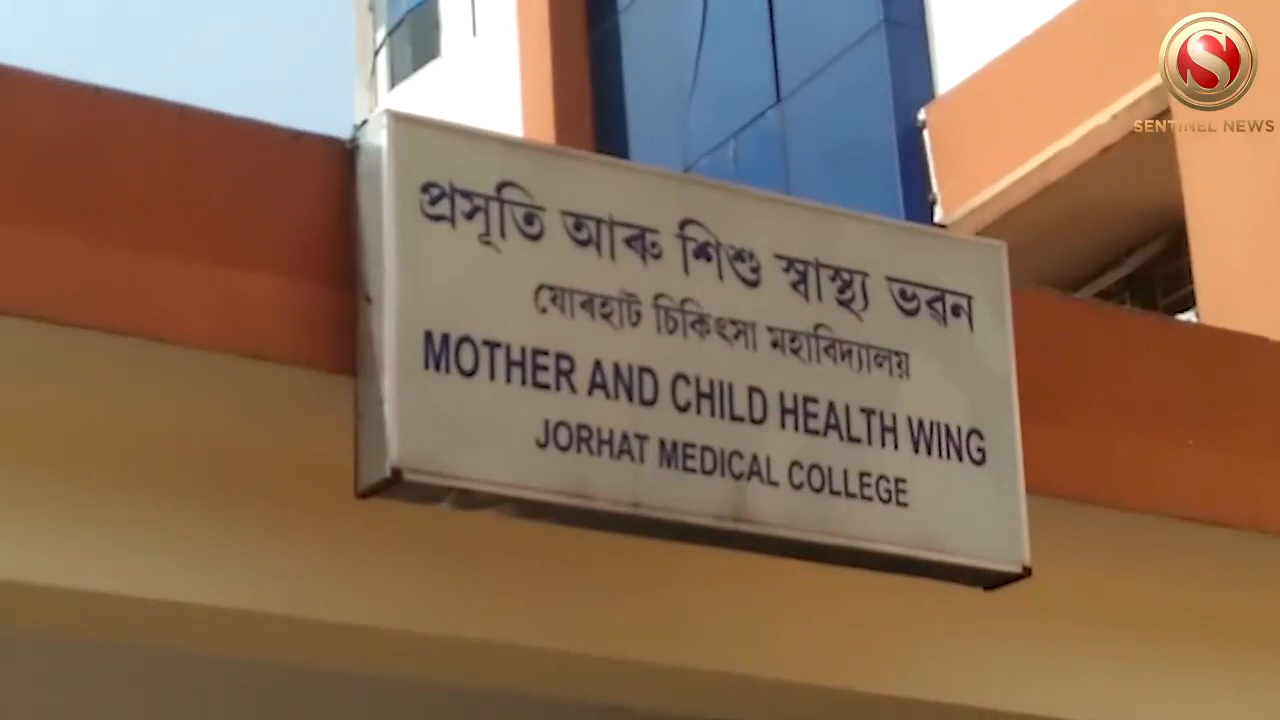 প্ৰসূতি আৰু শিশু স্বাস্থ্য ভৱন
যোৰহাট চিকিৎসা মহাবিদ্যালয়
MOTHER AND CHILD HEALTH WING
JORHAT MEDICAL COLLEGE
S
SENTINEL NEWS